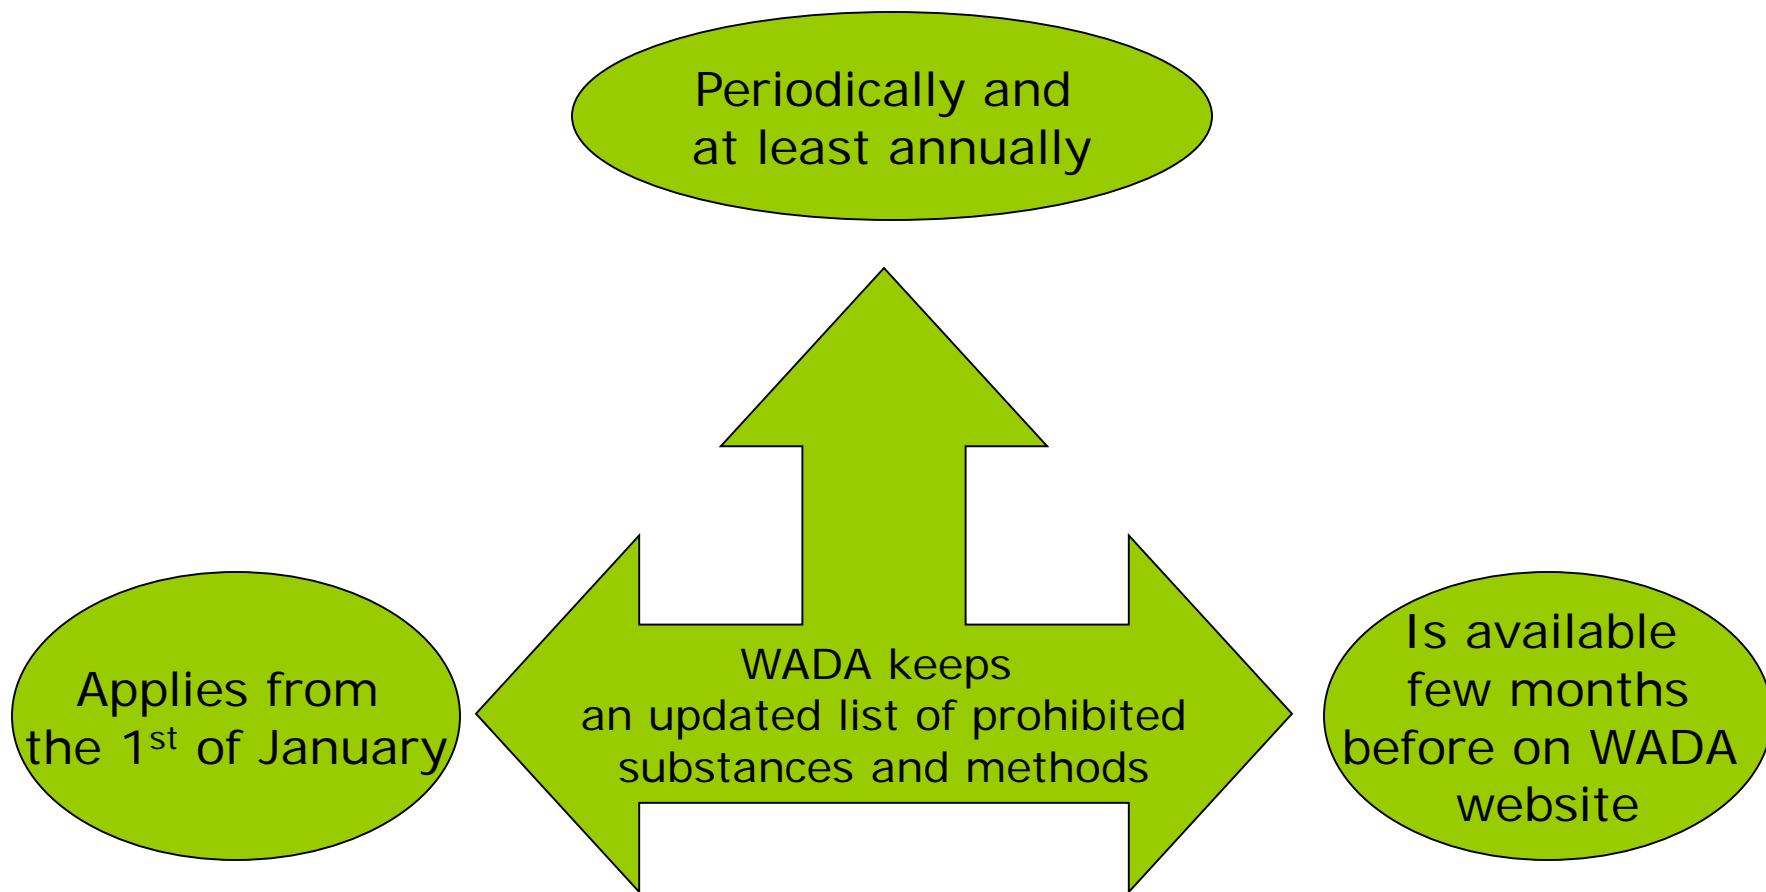 Periodically and
at least annually
WADA keeps
an updated list of prohibited
substances and methods
Applies from
the 1st of January
Is available
few months
before on WADA
website